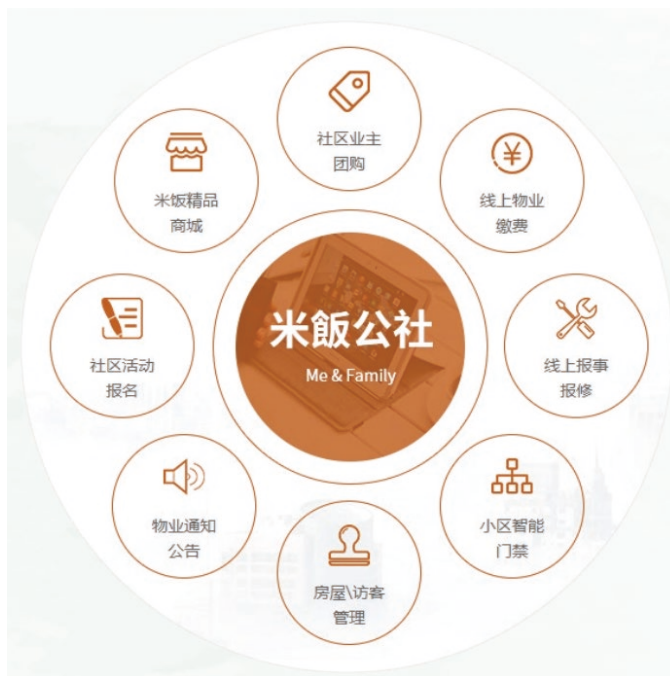 社区业主
团购
米饭精品
商城
线上物业
缴费
社区活动
报名
米飯公社
Me & Family
线上报事
报修
物业通知
公告
小区智能
门禁
房屋\访客
管理